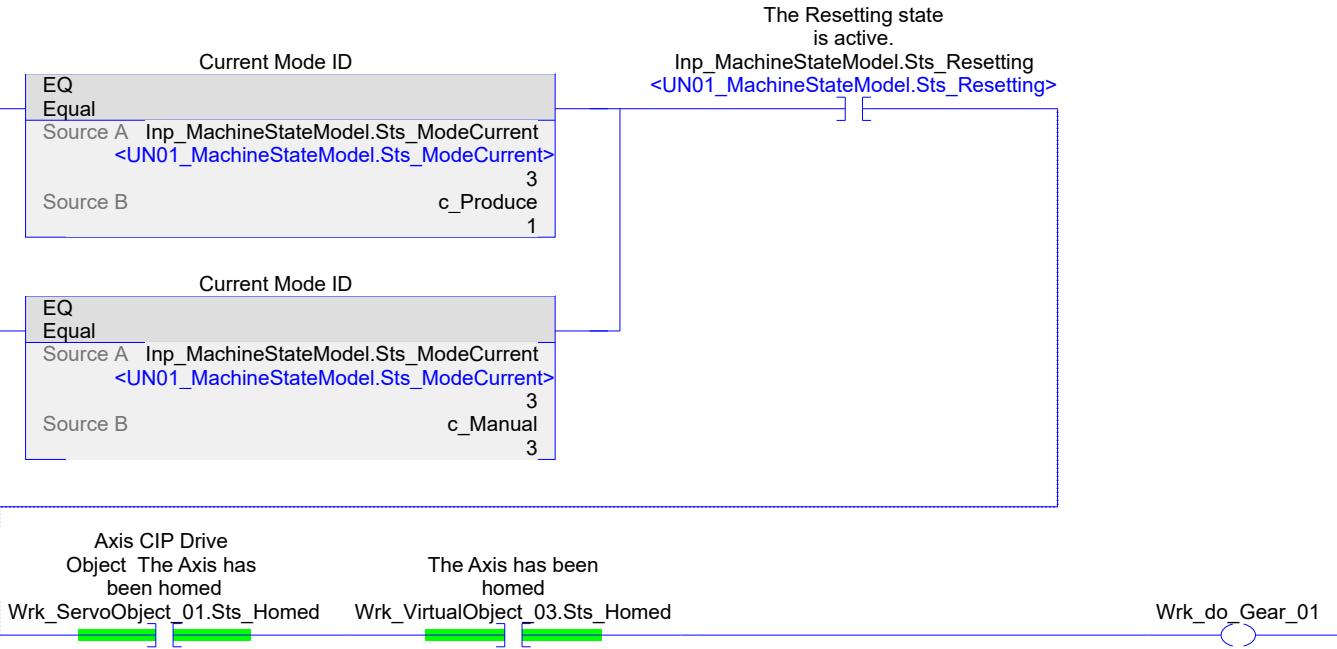 The Resetting state
is active.
Current Mode ID
Inp_MachineStateModel.Sts_Resetting
<UN01_MachineStateModel.Sts_Resetting>
EQ
Equal
Source A Inp_MachineStateModel.Sts_ModeCurrent
<UN01_MachineStateModel.Sts_ModeCurrent>
3
Source B c_Produce
1
Current Mode ID
EQ
Equal
Source A Inp_MachineStateModel.Sts_ModeCurrent
<UN01_MachineStateModel.Sts_ModeCurrent>
3
Source B c_Manual
3
Axis CIP Drive
Object The Axis has
been homed
Wrk_ServoObject_01.Sts_Homed
The Axis has been
homed
Wrk_VirtualObject_03.Sts_Homed
Wrk_do_Gear_01